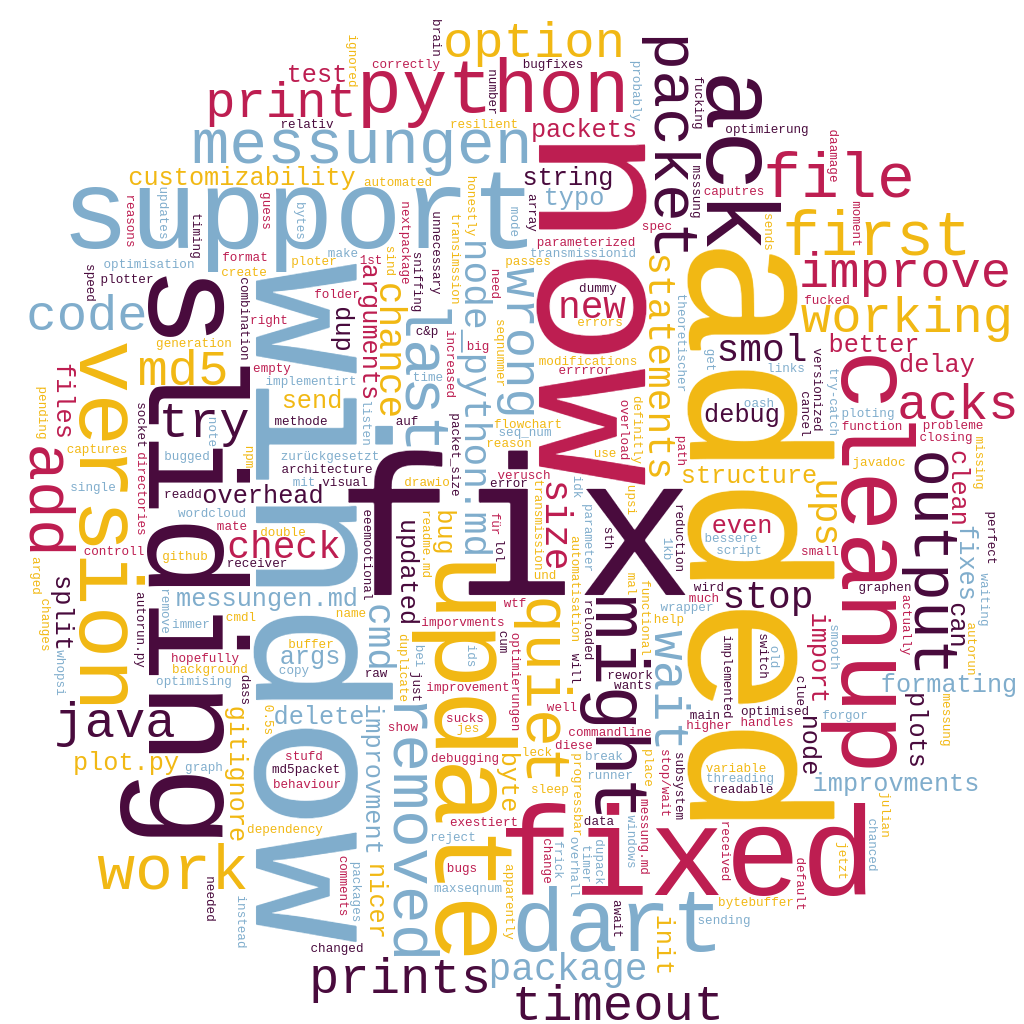 brain
option
ignored
test
correctly
bugfixes
number
probably
packet
fucking
ack
print
python
relativ
resilient
packets
optimierung
messungen
now
daamage
file
customizability
automated
string
typo
msssung
caputres
moment
support
reasons
updates
guess
bytes
nextpackage
unnecessary
honestly
mode
array
spec
sends
first
timing
parameterized
transmissionid
optimisation
format
ploter
make
1st
sind
sniffing
transimssion
node_python.md
need
passes
wrong
statements
added
improve
speed
plotter
create
sliding
combination
folder
arguments
chance
dummy
new
theoretischer
fucked
working
code
right
dup
last
c&p
seqnumber
errors
get
generation
window
increased
big
modifications
smol
links
versionized
better
version
md5
empty
implementirt
time
errrror
try-catch
cleanup
delay
files
send
listen
fix
overload
definitly
oash
cancel
ploting
acks
pending
socket
try
note
methode
auf
flowchart
seq_num
debug
function
probleme
closing
add
captures
directories
bugged
npm
zurückgesetzt
architecture
packet_size
reason
use
path
output
clean
missing
single
readd
mit
visual
drawio
verusch
error
size
idk
structure
ups
javadoc
wordcloud
overhead
eeemootional
updated
readme.md
bug
für
lol
transmission
upsi
sth
parameter
reduction
1kb
even
bessere
script
fixes
perfect
controll
mate
double
check
github
receiver
und
automatisation
small
arged
changes
split
autorun.py
remove
messungen.md
name
imporvments
wtf
reloaded
mal
functional
wird
much
wrapper
help
stop
graphen
actually
can
waiting
immer
cmdl
cmd
update
quiet
might
import
smooth
autorun
whopsi
hopefully
background
optimising
dass
buffer
args
copy
duplicate
bei
just
raw
ids
cum
optimierungen
improvement
will
rework
wants
wait
implemented
switch
old
clue
formating
java
gitignore
0.5s
delete
improvment
removed
show
sucks
jes
well
commandline
main
higher
optimised
handles
forgor
node
plots
messung
plot.py
graph
stufd
md5packet
behaviour
debugging
byte
leck
diese
break
runner
sleep
progressbar
place
stop/wait
subsystem
variable
threading
readable
improvments
work
dependency
reject
exestiert
data
fixed
windows
messung.md
julian
chanced
needed
instead
comments
packages
nicer
bugs
maxseqnum
apparently
change
frick
overhall
timer
dupack
received
default
jetzt
bytebuffer
changed
dart
await
init
sending
prints
package
timeout